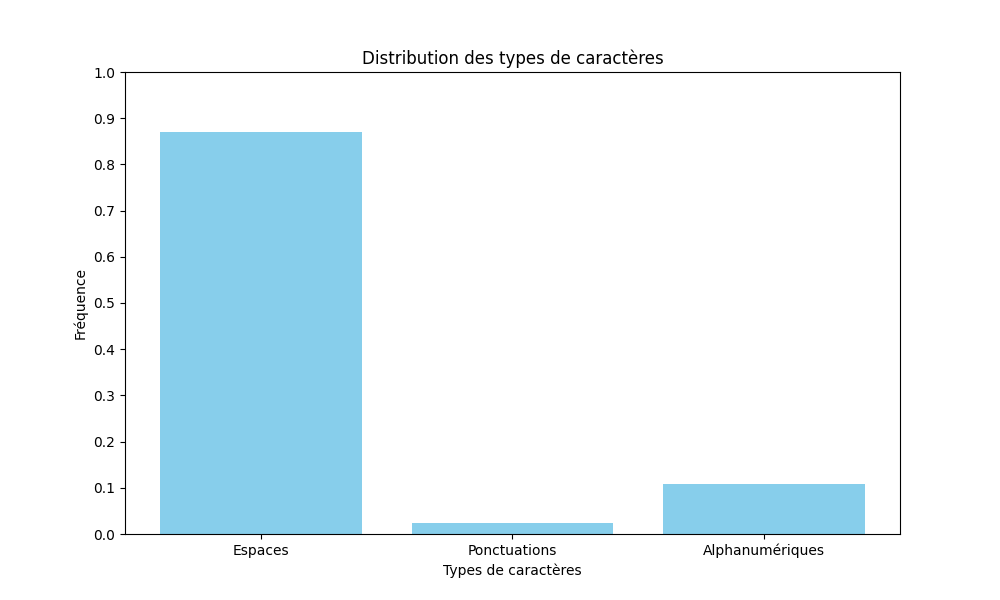 Distribution des types de caractères
1.0
0.9
0.8
0.7
0.6
0.5
0.4
0.3
0.2
0.1
0.0
Fréquence
Espaces
Ponctuations
Alphanumériques
Types de caractères